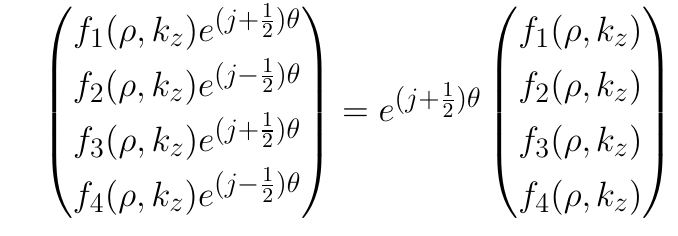 \begin{pmatrix} f_1(\rho, k_z)e^{(j+\frac{1}{2})\theta} \\ f_2(\rho, k_z)e^{(j-\frac{1}{2})\theta} \\ f_3(\rho, k_z)e^{(j+\frac{1}{2})\theta} \\ f_4(\rho, k_z)e^{(j-\frac{1}{2})\theta} \end{pmatrix} = e^{(j+\frac{1}{2})\theta} \begin{pmatrix} f_1(\rho, k_z) \\ f_2(\rho, k_z) \\ f_3(\rho, k_z) \\ f_4(\rho, k_z) \end{pmatrix}